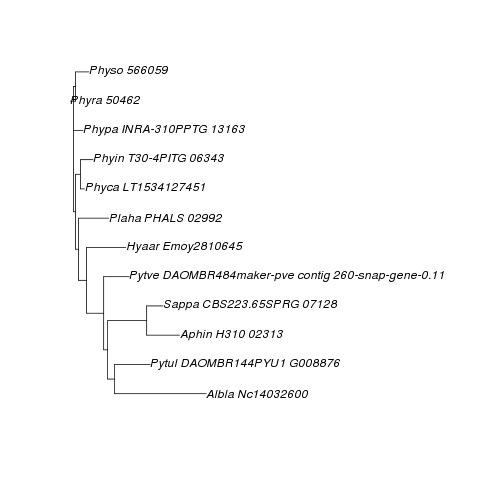 Physo 566059
Phyra 50462
Phypa INRA-310PPTG 13163
Phyin T30-4PITG 06343
Phyca LT1534127451
Plaha PHALS 02992
Hyaar Emoy2810645
Pytve DAOMBR484maker-pve contig 260-snap-gene-0.11
Sappa CBS223.65SPRG 07128
Aphin H310 02313
Pytul DAOMBR144PYU1 G008876
Albla Nc14032600